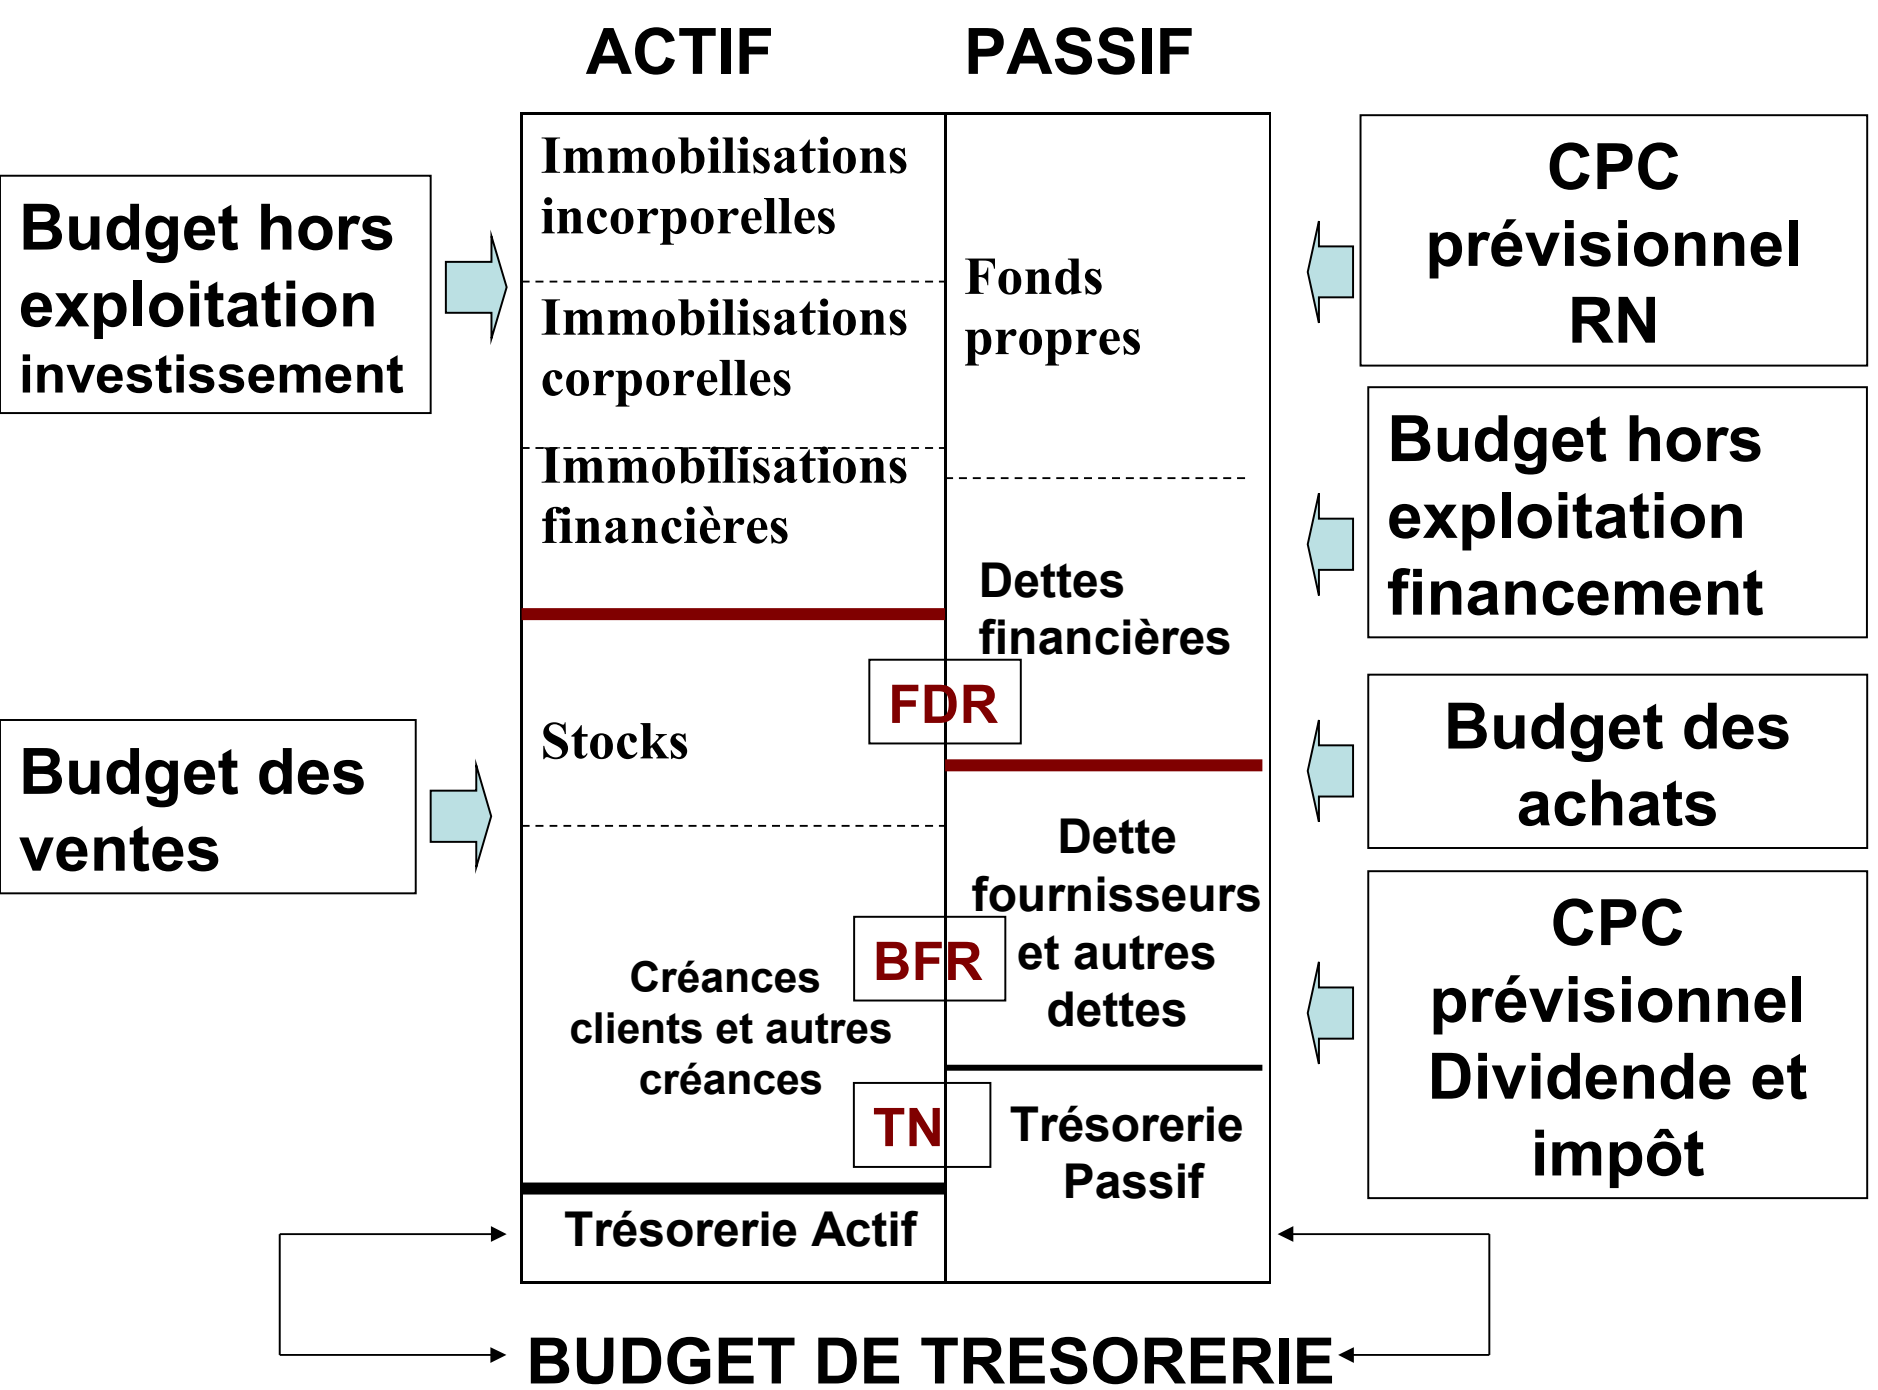 ACTIF
PASSIF
Budget hors
exploitation
investissement
Budget des
ventes
Immobilisations
incorporelles
Immobilisations
corporelles
Immobilisations
financières
Stocks
Créances
clients et autres
créances
Trésorerie Actif
FDR
BFR
TN
Fonds
propres
Dettes
financières
Dette
fournisseurs
et autres
dettes
Trésorerie
Passif
CPC
prévisionnel
RN
Budget hors
exploitation
financement
Budget des
achats
CPC
prévisionnel
Dividende et
impôt
BUDGET DE TRESORERIE